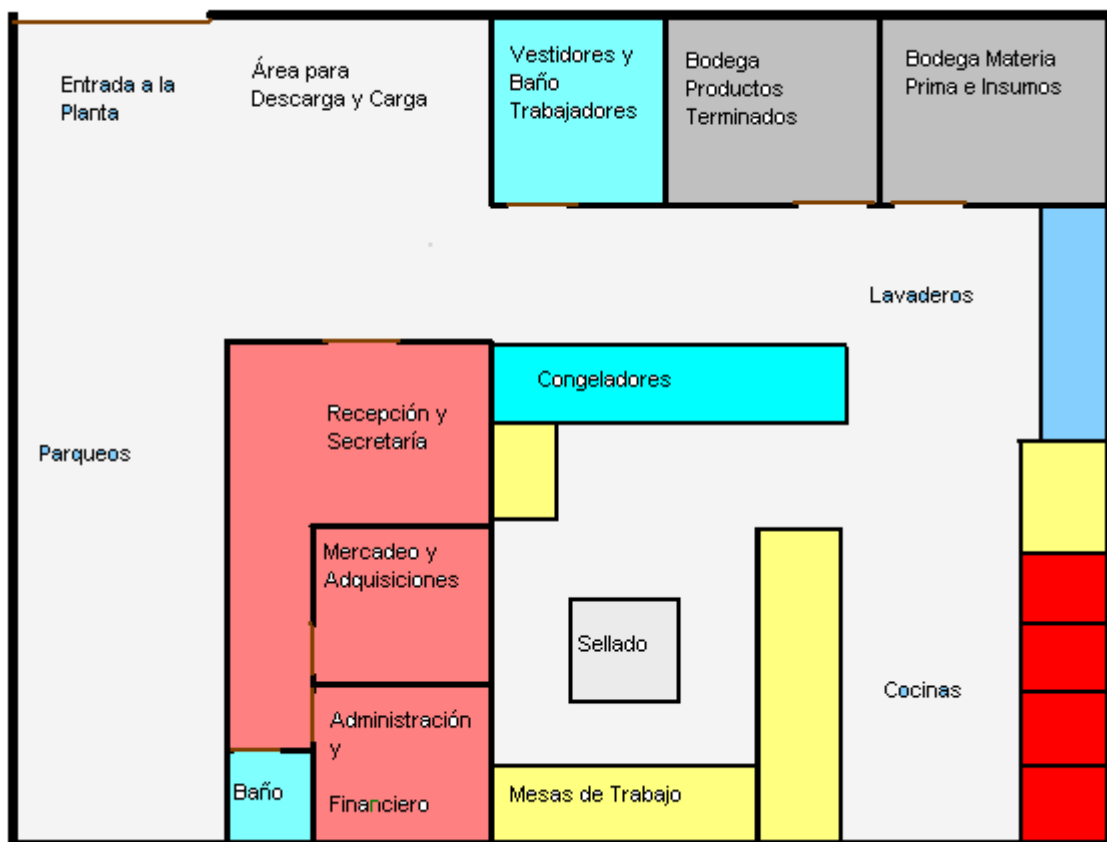 Entrada a la
Planta
Área para
Descarga y Carga
Vestidores y
Baño
Trabajadores
Bodega
Productos
Terminados
Bodega Materia
Prima e Insumos
Lavaderos
Congeladores
Recepción y
Secretaría
Parqueos
Mercadeo y
Adquisiciones
Sellado
Cocinas
Administración
y
Financiero
Baño
Mesas de Trabajo